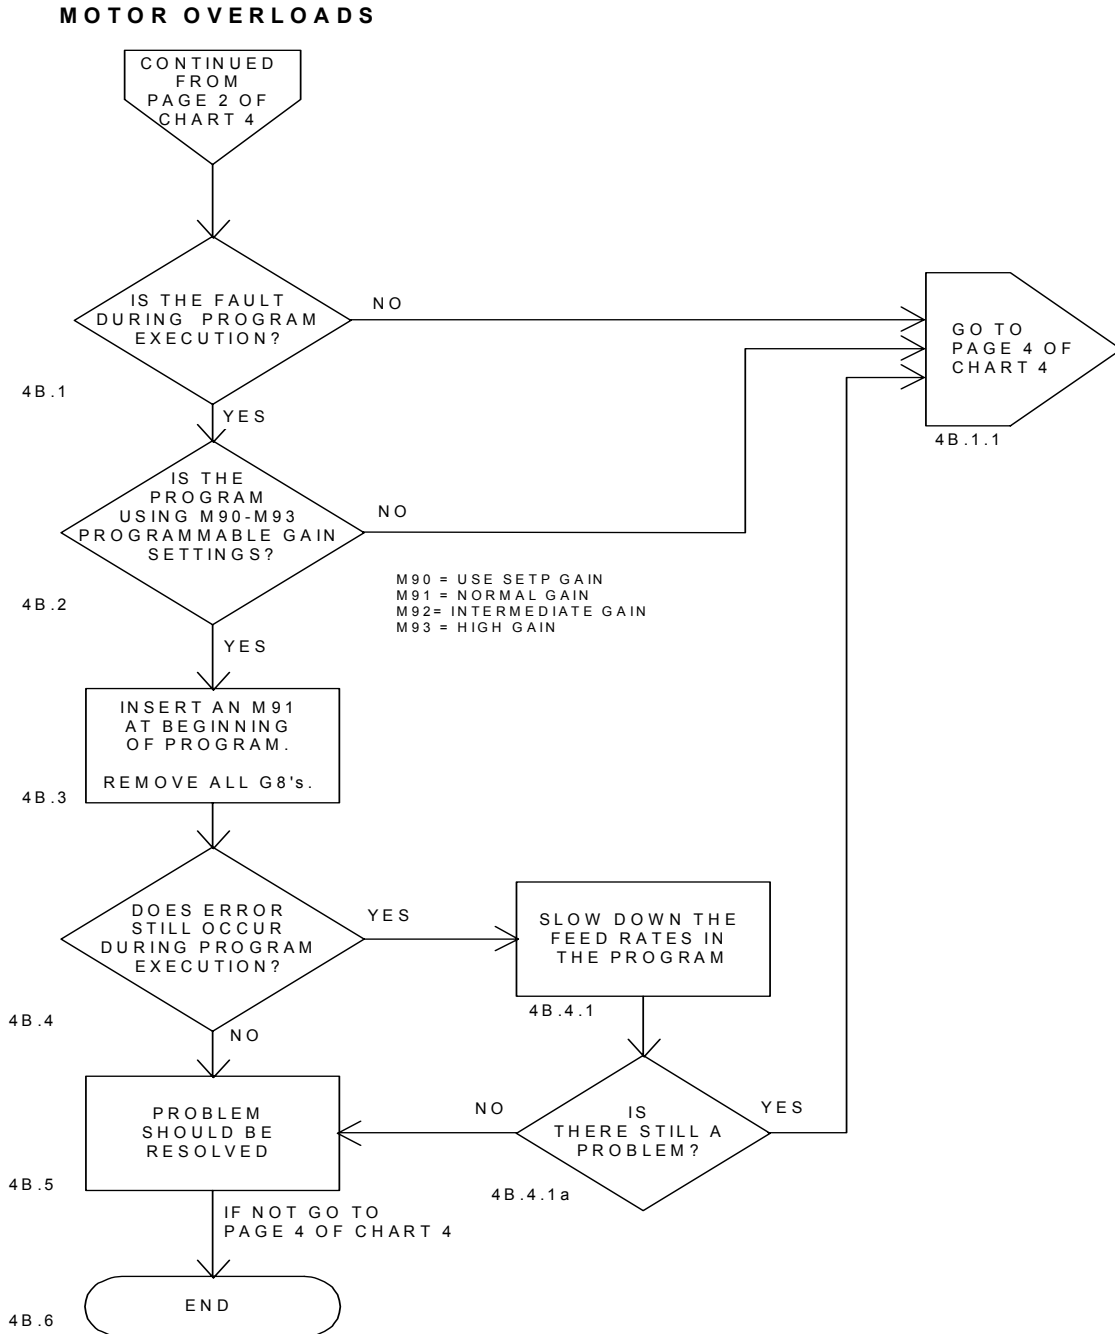 MOTOR OVERLOADS
CONTINUED
FROM
PAGE 2 OF
CHART 4
IS THE FAULT
DURING PROGRAM
EXECUTION?
NO
4B.1
YES
GO TO
PAGE 4 OF
CHART 4
4B.1.1
IS THE
PROGRAM
USING M90-M93
PROGRAMMABLE GAIN
SETTINGS?
NO
4B.2
YES
M90 = USE SETP GAIN
M91 = NORMAL GAIN
M92= INTERMEDIATE GAIN
M93 = HIGH GAIN
INSERT AN M91
AT BEGINNING
OF PROGRAM.
REMOVE ALL G8's.
4B.3
DOES ERROR
STILL OCCUR
DURING PROGRAM
EXECUTION?
YES
4B.4
NO
SLOW DOWN THE
FEED RATES IN
THE PROGRAM
4B.4.1
PROBLEM
SHOULD BE
RESOLVED
4B.5
NO
IS
THERE STILL A
PROBLEM?
YES
4B.4.1a
IF NOT GO TO
PAGE 4 OF CHART 4
END
4B.6